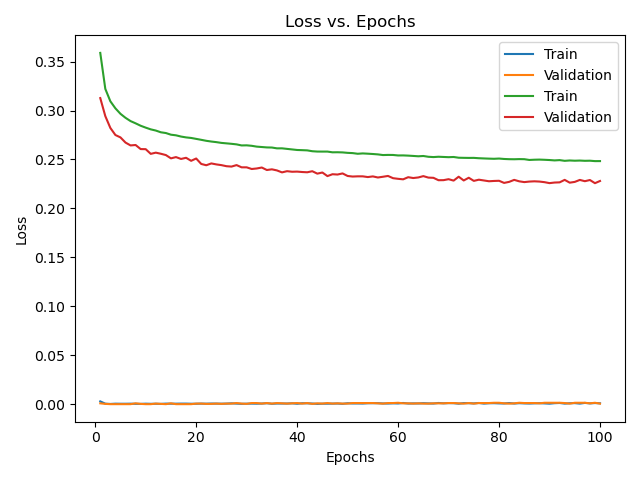 Loss vs. Epochs
Train
Validation
Train
Validation
Loss
0.35
0.30
0.25
0.20
0.15
0.10
0.05
0.00
0 20 40 60 80 100
Epochs